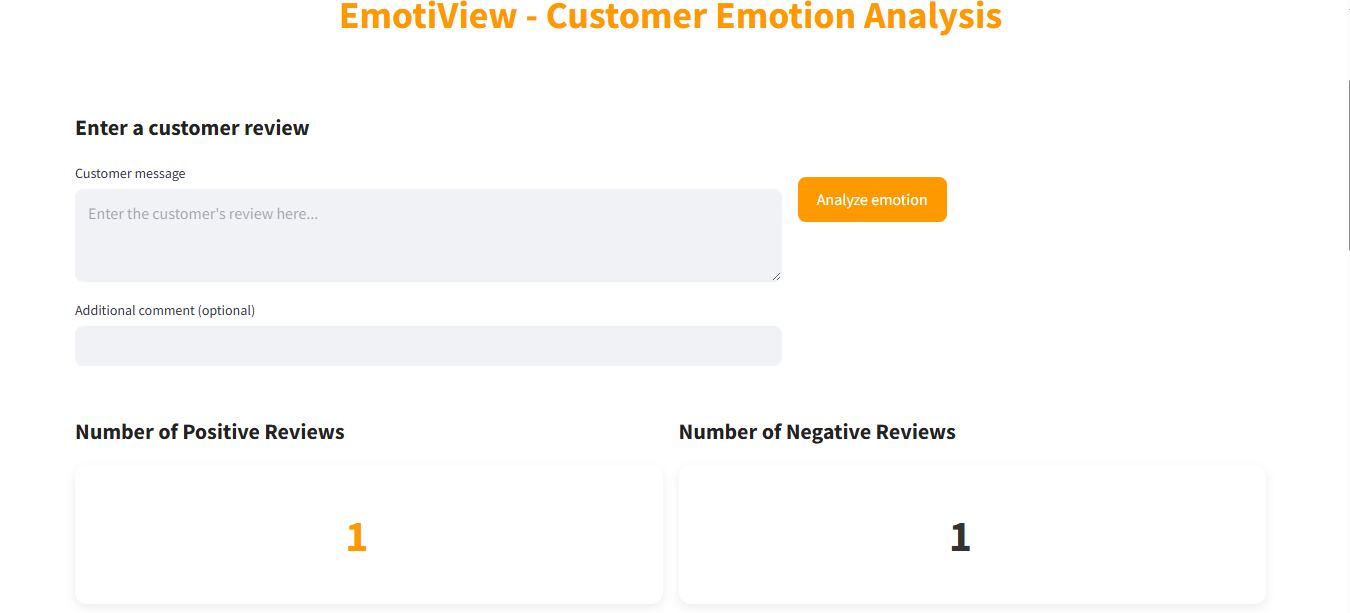 EmotiView - Customer Emotion Analysis
Enter a customer review
Customer message
Enter the customer's review here...
Analyze emotion
Additional comment (optional)
Number of Positive Reviews
Number of Negative Reviews
1
1